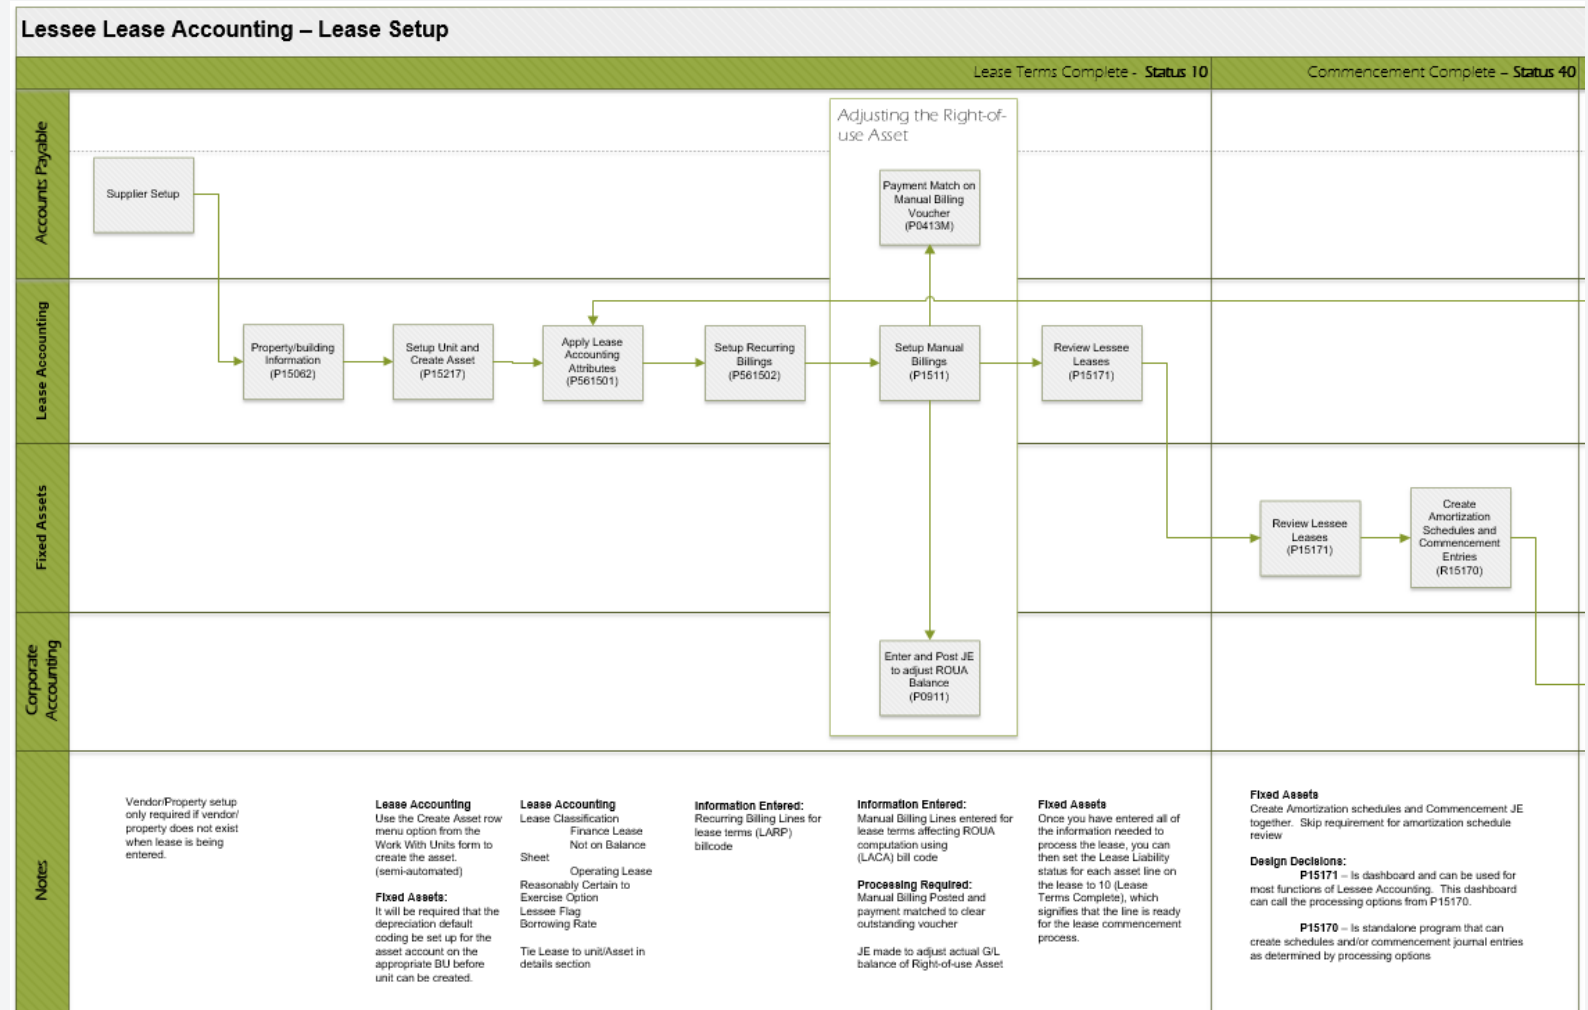 Lessee Lease Accounting – Lease Setup
Lease Terms Complete - Status 10
Commencement Complete – Status 40
Accounts Payable
Adjusting the Right-of-
use Asset
Supplier Setup
Payment Match on
Manual Billing
Voucher
(P0413M)
Lease Accounting
Property/building
Information
(P15062)
Setup Unit and
Create Asset
(P15217)
Apply Lease
Accounting
Attributes
(P561501)
Setup Recurring
Billings
(P561502)
Setup Manual
Billings
(P1511)
Review Lessee
Leases
(P15171)
Fixed Assets
Review Lessee
Leases
(P15171)
Create
Amortization
Schedules and
Commencement
Entries
(R15170)
Corporate
Accounting
Enter and Post JE
to adjust ROUA
Balance
(P0911)
Notes
Vendor/Property setup
only required if vendor/
property does not exist
when lease is being
entered.
Lease Accounting
Use the Create Asset row
menu option from the
Work With Units form to
create the asset.
(semi-automated)
Fixed Assets:
It will be required that the
depreciation default
coding be set up for the
asset account on the
appropriate BU before
unit can be created.
Lease Accounting
Lease Classification
Finance Lease
Not on Balance
Sheet
Operating Lease
Reasonably Certain to
Exercise Option
Lessee Flag
Borrowing Rate
Tie Lease to unit/Asset in
details section
Information Entered:
Recurring Billing Lines for
lease terms (LARP)
billcode
Information Entered:
Manual Billing Lines entered for
lease terms affecting ROUA
computation using
(LACA) bill code
Processing Required:
Manual Billing Posted and
payment matched to clear
outstanding voucher
JE made to adjust actual G/L
balance of Right-of-use Asset
Fixed Assets
Once you have entered all of
the information needed to
process the lease, you can
then set the Lease Liability
status for each asset line on
the lease to 10 (Lease
Terms Complete), which
signifies that the line is ready
for the lease commencement
process.
Fixed Assets
Create Amortization schedules and Commencement JE
together. Skip requirement for amortization schedule
review
Design Decisions:
P15171 – Is dashboard and can be used for
most functions of Lessee Accounting. This dashboard
can call the processing options from P15170.
P15170 – Is standalone program that can
create schedules and/or commencement journal entries
as determined by processing options